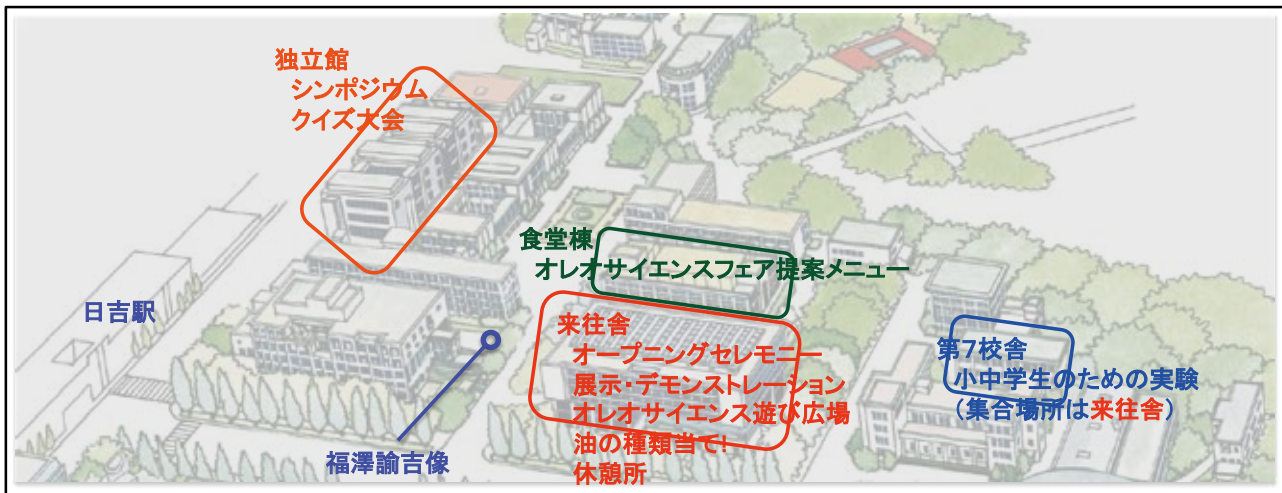 独立館
シンポジウム
クイズ大会
食堂棟
オレオサイエンスフェア提案メニュー
日吉駅
来往舎
オープニングセレモニー
展示・デモンストレーション
オレオサイエンス遊び広場
油の種類当て!
休憩所
第7校舎
小中学生のための実験
（集合場所は来往舎）
福澤諭吉像